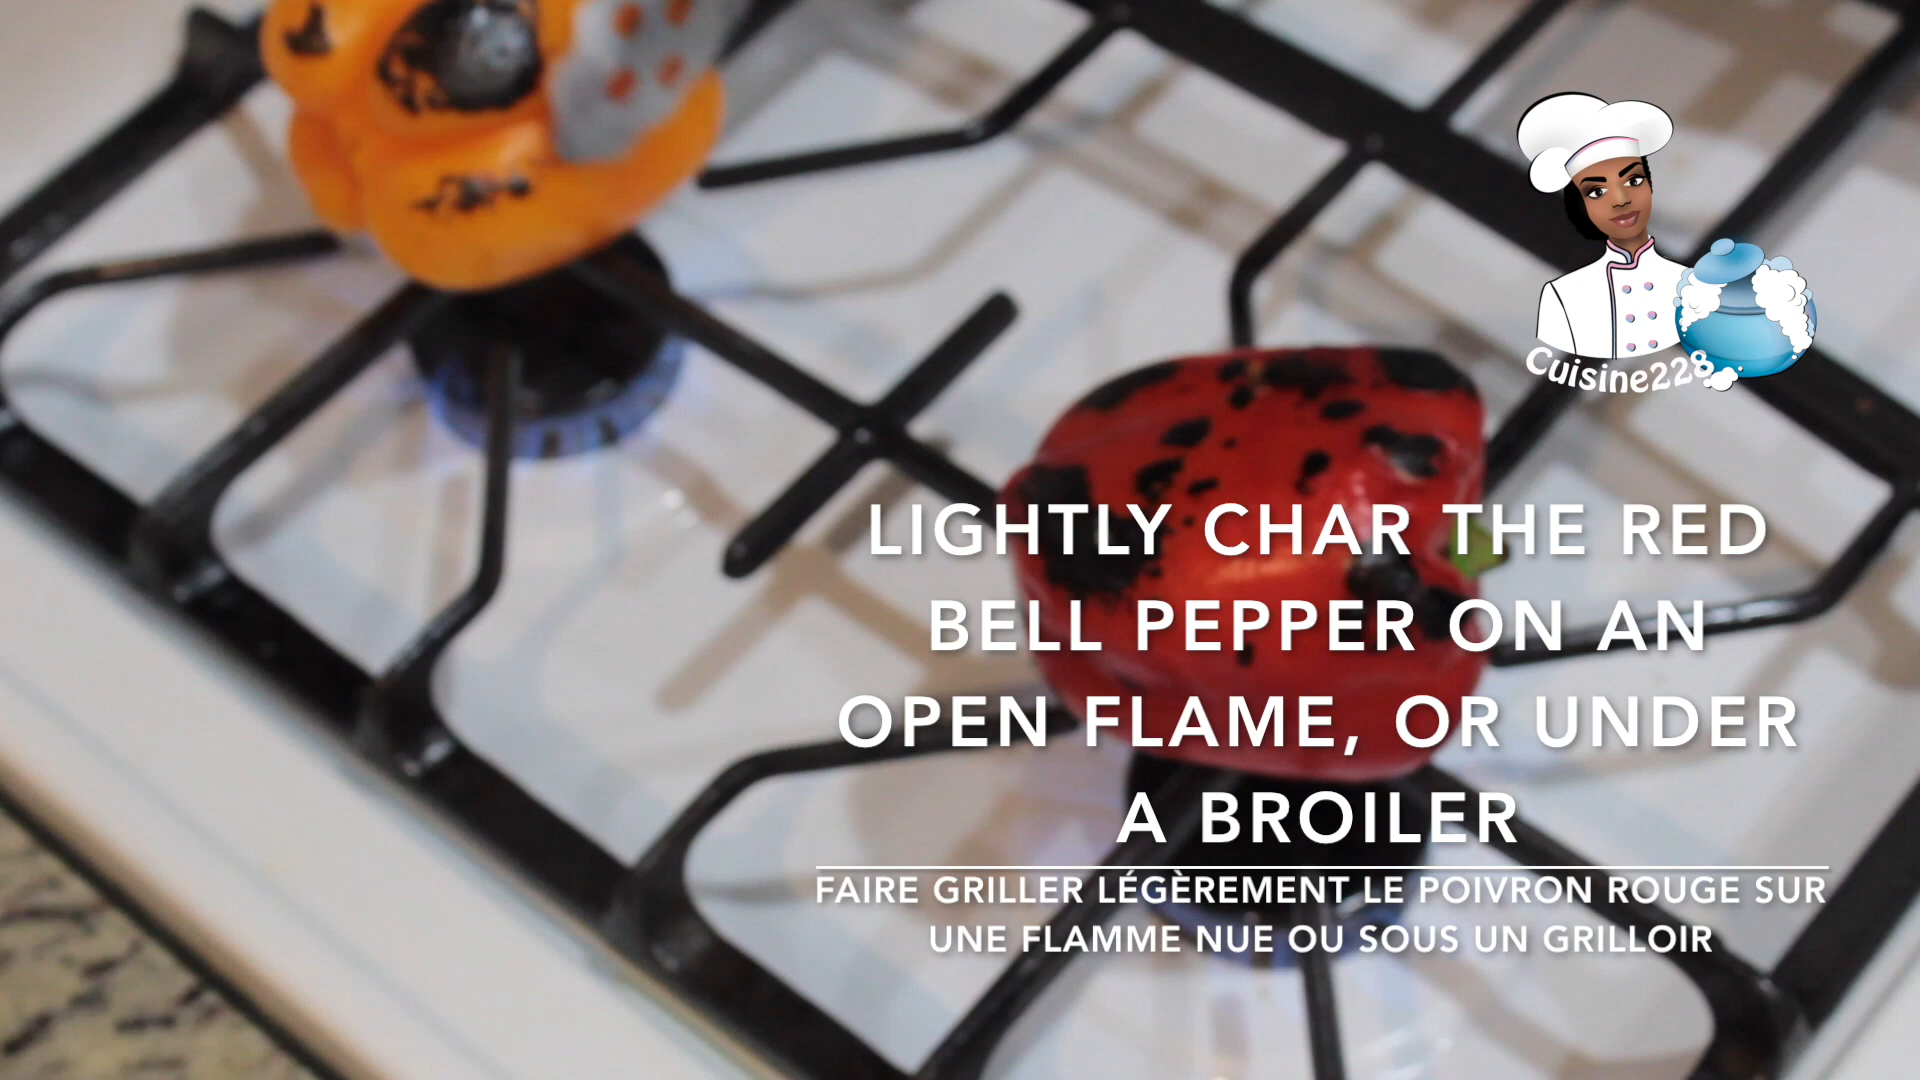 Cuisine228
LIGHTLY CHAR THE RED
BELL PEPPER ON AN
OPEN FLAME, OR UNDER
A BROILER
FAIRE GRILLER LÉGÈREMENT LE POIVRON ROUGE SUR
UNE FLAMME NUE OU SOUS UN GRILLOIR